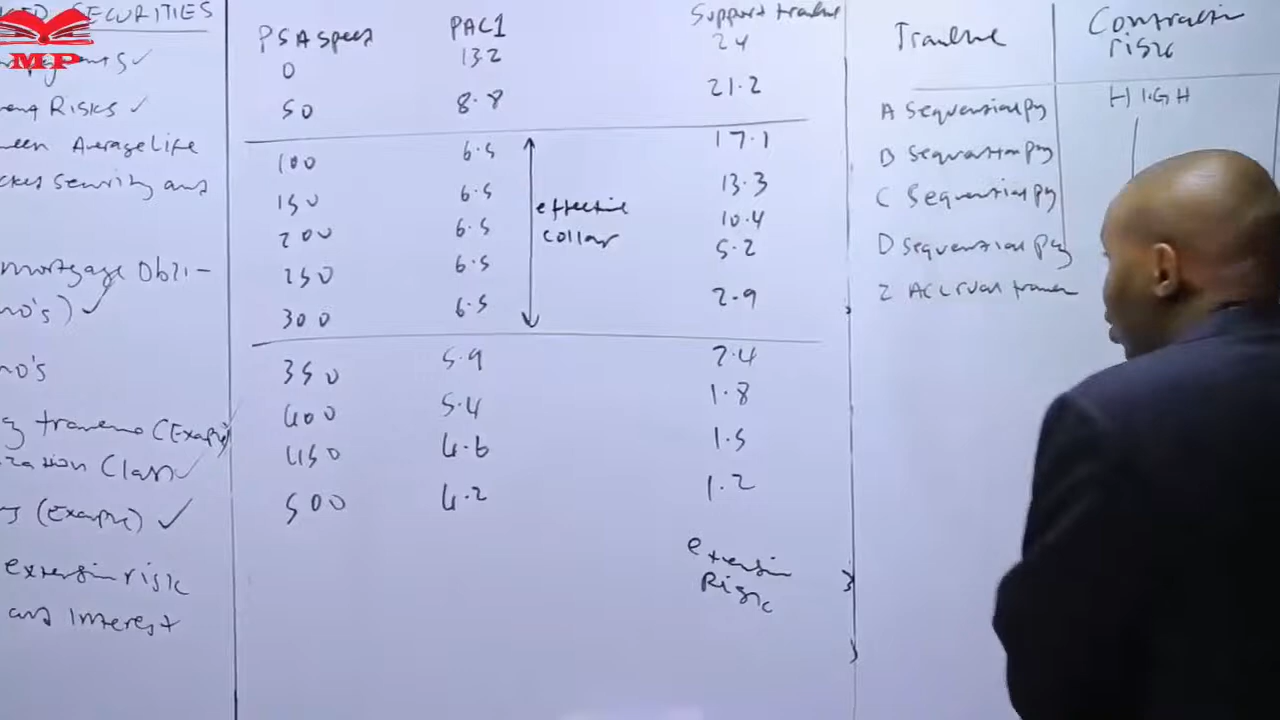 SECURITIES
MP
Risks ✓
ween Average Life
Security and
mortgage Obli-
mo's) ✓
mo's
(Example)
zation Class ✓
(Example) ✓
extension risk
and interest
PSA speed PAC1 Support tranche
0 13.2 24
50 8.8 21.2
100 6.5 17.1
150 6.5 13.3
200 6.5 10.4
250 6.5 5.2
300 6.5 2.9
effective
collar
350 5.9 2.4
400 5.4 1.8
450 4.6 1.5
500 4.2 1.2
extension
Risk
Tranche Contraction
risk
A Sequential pay HIGH
B Sequential pay
C Sequential pay
D Sequential pay
Z Accrual tranche